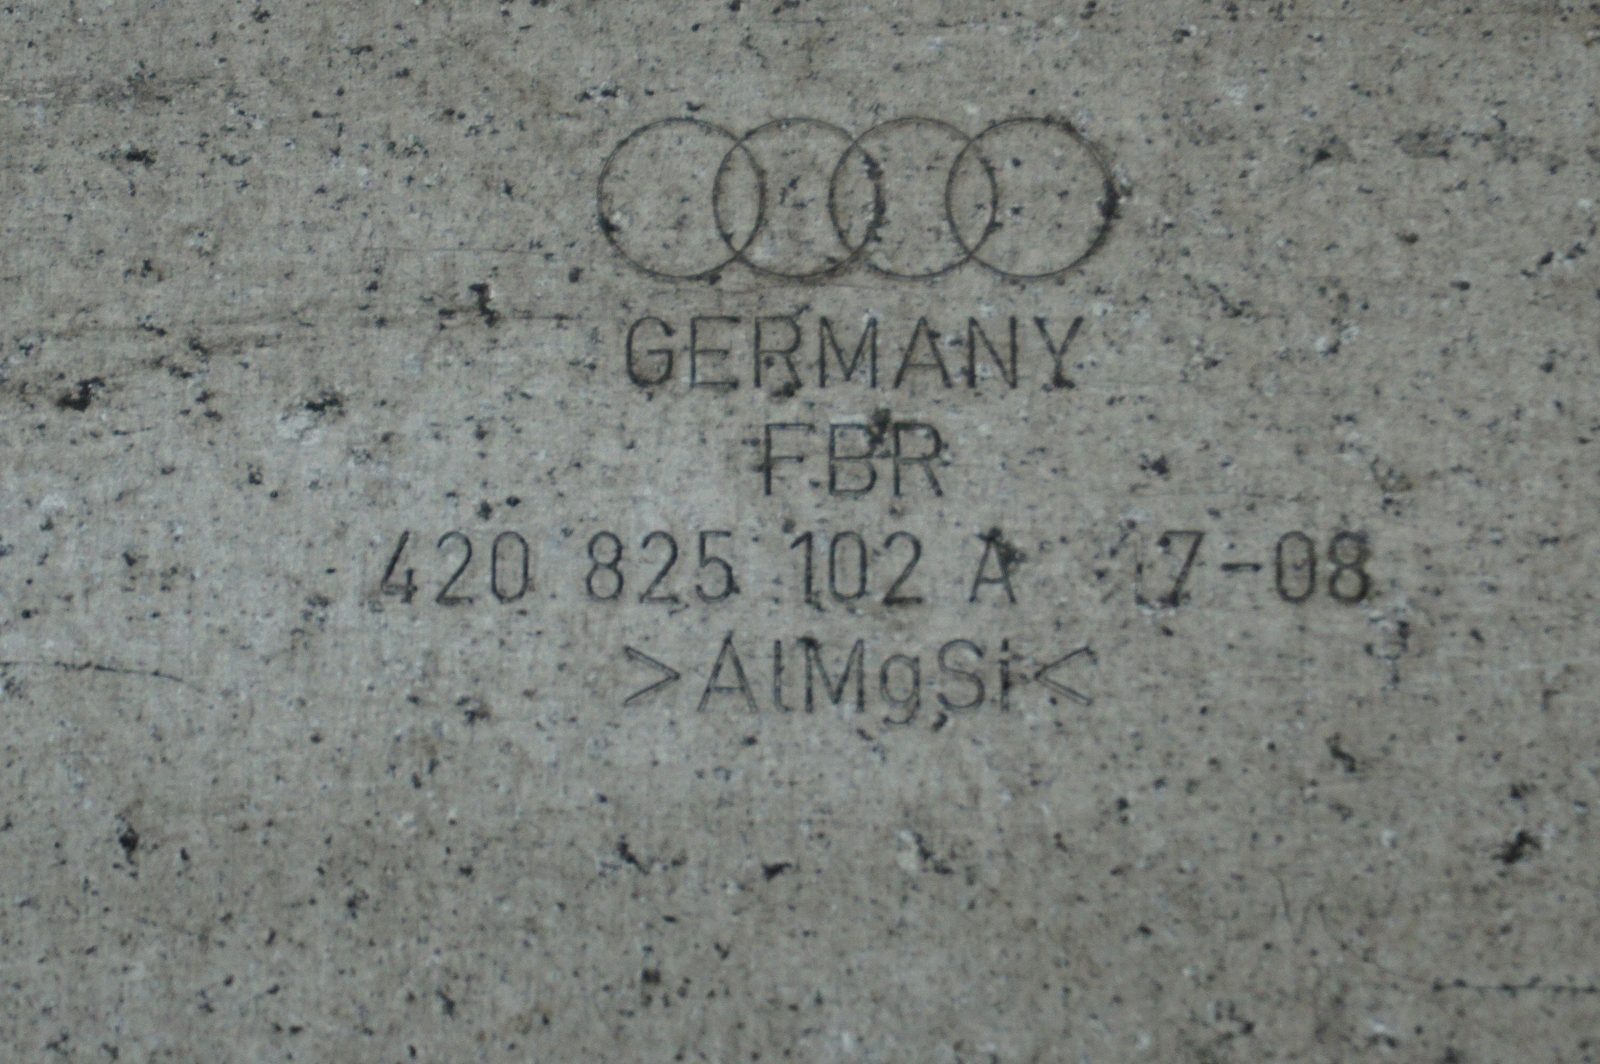 GERMANY
FBR
420 825 102 A 17-08
>AlMgSi<